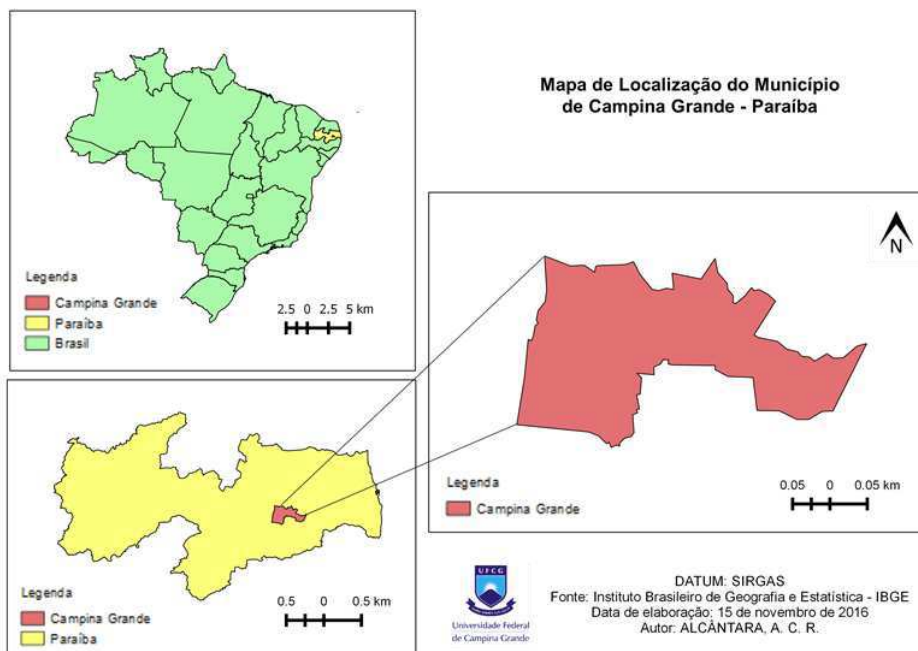 Mapa de Localização do Município
de Campina Grande - Paraíba
Legenda
Campina Grande
Paraíba
Brasil
2.5 0 2.5 5 km
N
Legenda
Campina Grande
0.05 0 0.05 km
Legenda
Campina Grande
Paraíba
0.5 0 0.5 km
UFCG
Universidade Federal
de Campina Grande
DATUM: SIRGAS
Fonte: Instituto Brasileiro de Geografia e Estatística - IBGE
Data de elaboração: 15 de novembro de 2016
Autor: ALCÂNTARA, A. C. R.